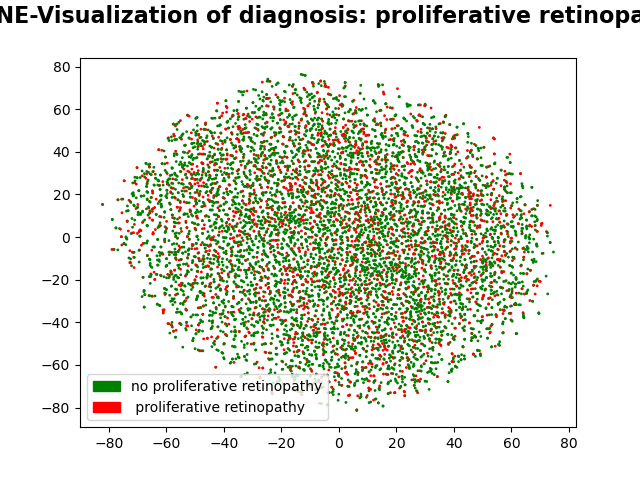 NE-Visualization of diagnosis: proliferative retinopa
80
60
40
20
0
−20
−40
−60
−80
no proliferative retinopathy
proliferative retinopathy
−80 −60 −40 −20 0 20 40 60 80